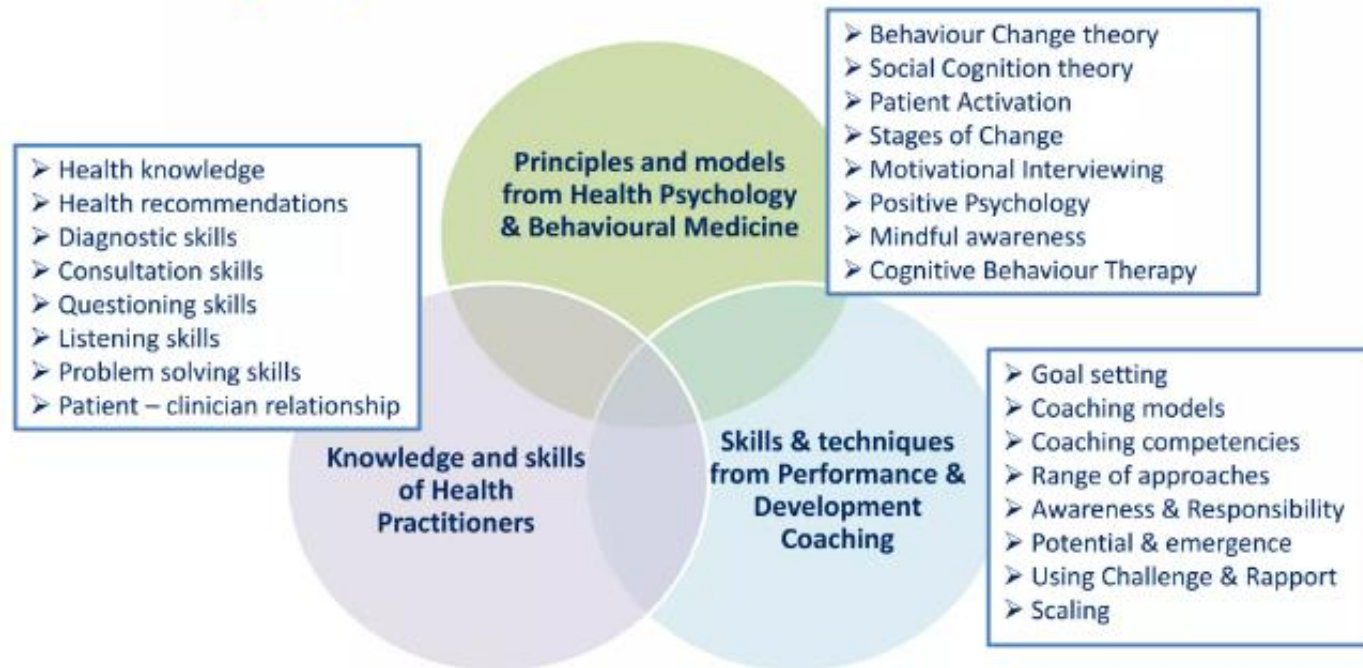 ➢ Behaviour Change theory
➢ Social Cognition theory
➢ Patient Activation
➢ Stages of Change
➢ Motivational Interviewing
➢ Positive Psychology
➢ Mindful awareness
➢ Cognitive Behaviour Therapy
Principles and models
from Health Psychology
& Behavioural Medicine
➢ Health knowledge
➢ Health recommendations
➢ Diagnostic skills
➢ Consultation skills
➢ Questioning skills
➢ Listening skills
➢ Problem solving skills
➢ Patient – clinician relationship
Knowledge and skills
of Health
Practitioners
Skills & techniques
from Performance &
Development
Coaching
➢ Goal setting
➢ Coaching models
➢ Coaching competencies
➢ Range of approaches
➢ Awareness & Responsibility
➢ Potential & emergence
➢ Using Challenge & Rapport
➢ Scaling